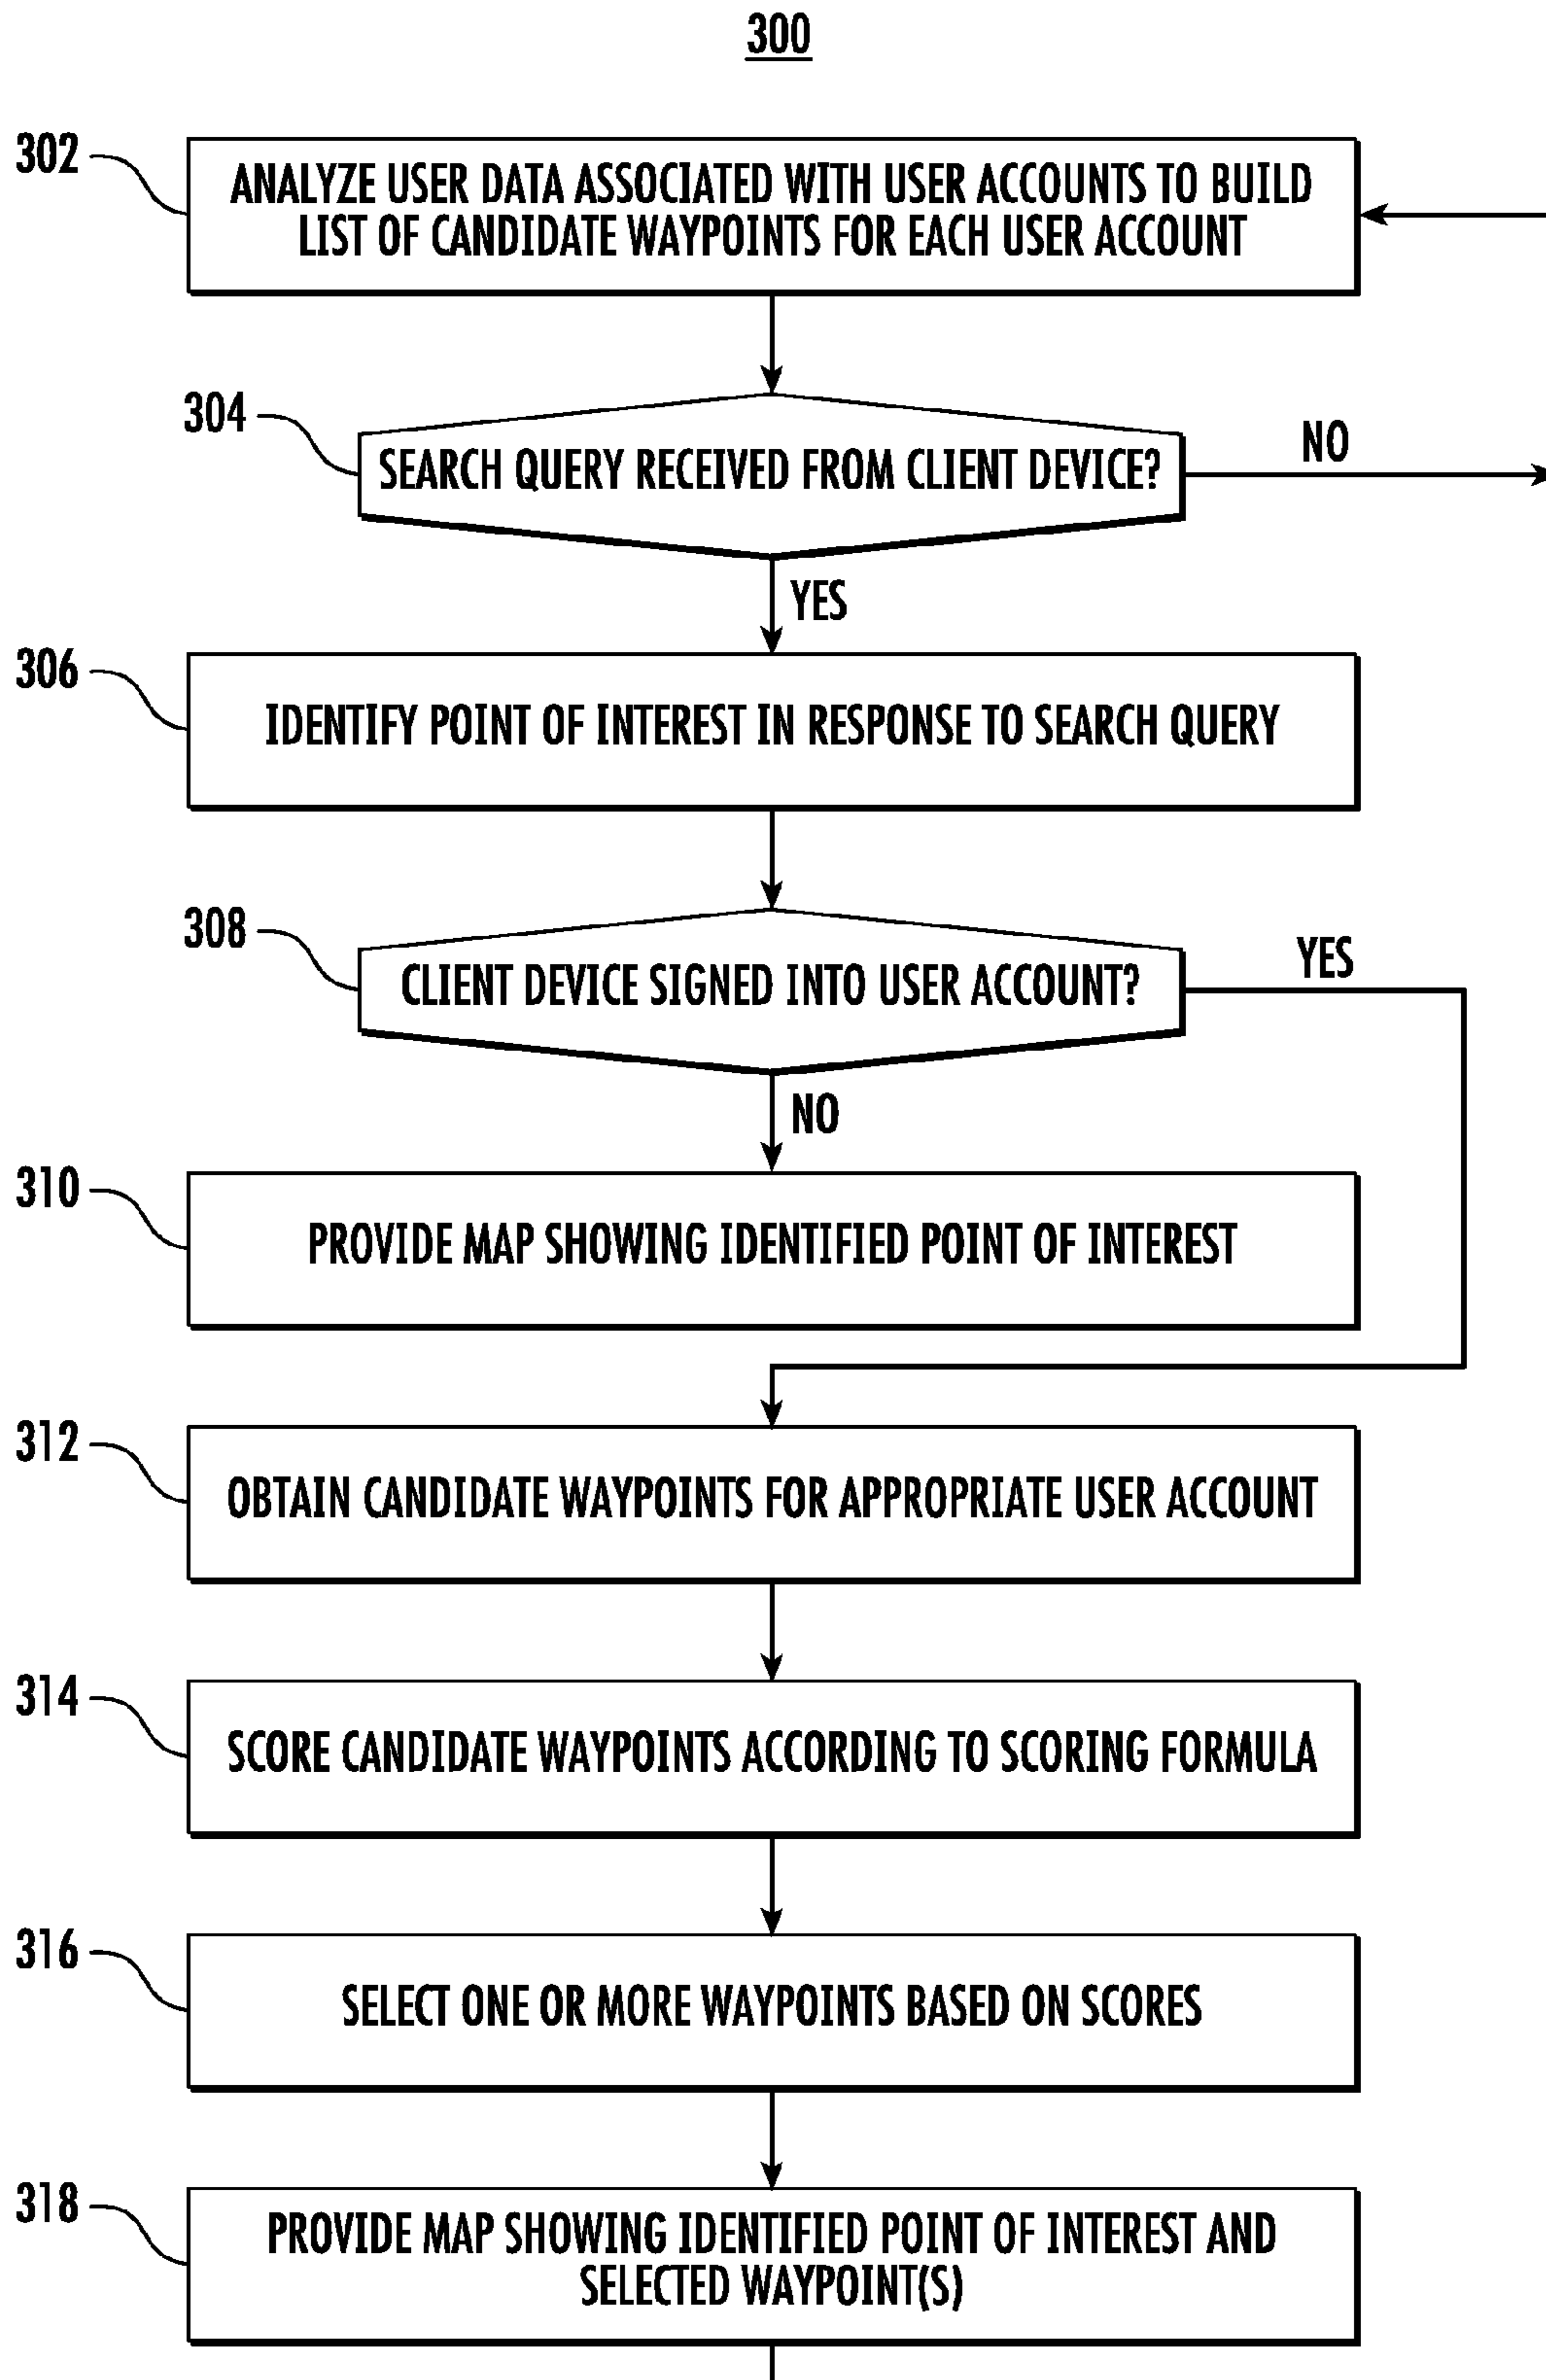 300
302
ANALYZE USER DATA ASSOCIATED WITH USER ACCOUNTS TO BUILD
LIST OF CANDIDATE WAYPOINTS FOR EACH USER ACCOUNT
304
SEARCH QUERY RECEIVED FROM CLIENT DEVICE?
NO
YES
306
IDENTIFY POINT OF INTEREST IN RESPONSE TO SEARCH QUERY
308
CLIENT DEVICE SIGNED INTO USER ACCOUNT?
YES
NO
310
PROVIDE MAP SHOWING IDENTIFIED POINT OF INTEREST
312
OBTAIN CANDIDATE WAYPOINTS FOR APPROPRIATE USER ACCOUNT
314
SCORE CANDIDATE WAYPOINTS ACCORDING TO SCORING FORMULA
316
SELECT ONE OR MORE WAYPOINTS BASED ON SCORES
318
PROVIDE MAP SHOWING IDENTIFIED POINT OF INTEREST AND
SELECTED WAYPOINT(S)